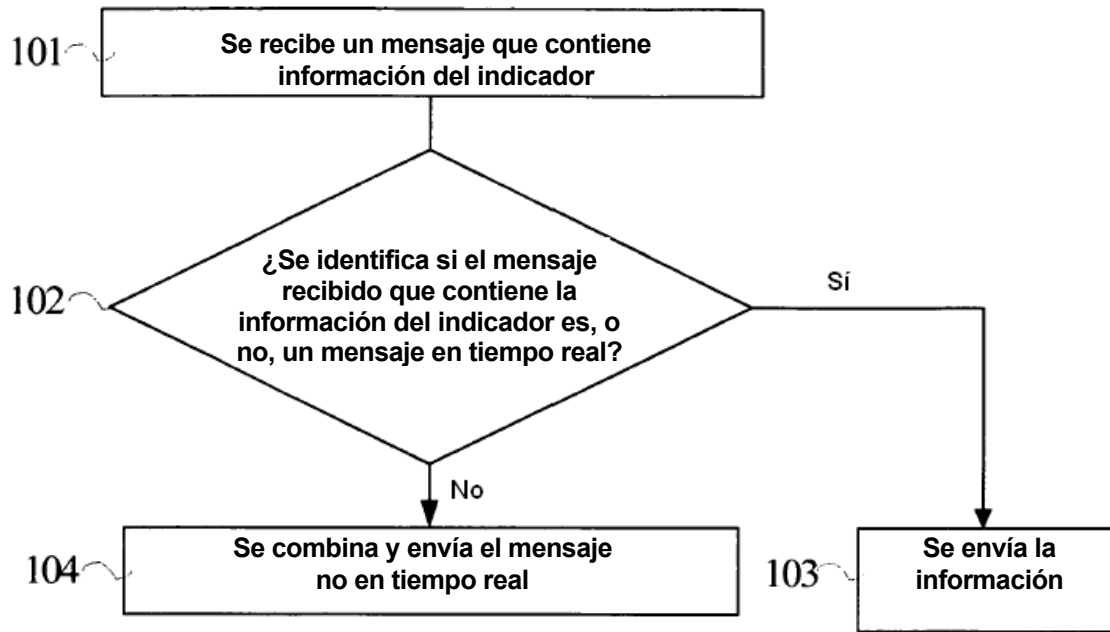 101
Se recibe un mensaje que contiene
información del indicador
102
¿Se identifica si el mensaje
recibido que contiene la
información del indicador es, o
no, un mensaje en tiempo real?
Sí
No
104
Se combina y envía el mensaje
no en tiempo real
103
Se envía la
información